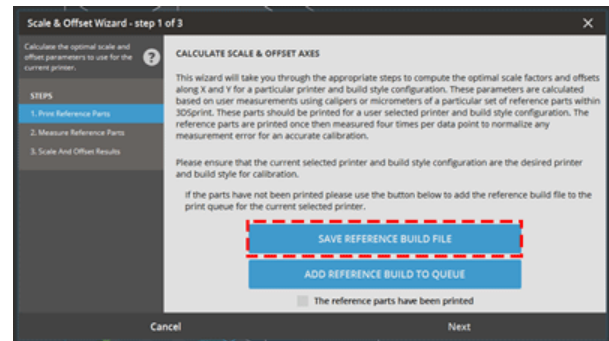 Scale & Offset Wizard - step 1 of 3
Calculate the optimal scale and
offset parameters to use for the
current printer.
?
STEPS
1. Print Reference Parts
2. Measure Reference Parts
3. Scale And Offset Results
CALCULATE SCALE & OFFSET AXES
This wizard will take you through the appropriate steps to compute the optimal scale factors and offsets
along X and Y for a particular printer and build style configuration. These parameters are calculated
based on user measurements using calipers or micrometers of a particular set of reference parts within
3DSprint. These parts should be printed for a user selected printer and build style configuration. The
reference parts are printed once then measured four times per data point to normalize any
measurement error for an accurate calibration.
Please ensure that the current selected printer and build style configuration are the desired printer
and build style for calibration.
If the parts have not been printed please use the button below to add the reference build file to the
print queue for the current selected printer.
SAVE REFERENCE BUILD FILE
ADD REFERENCE BUILD TO QUEUE
The reference parts have been printed
Cancel
Next